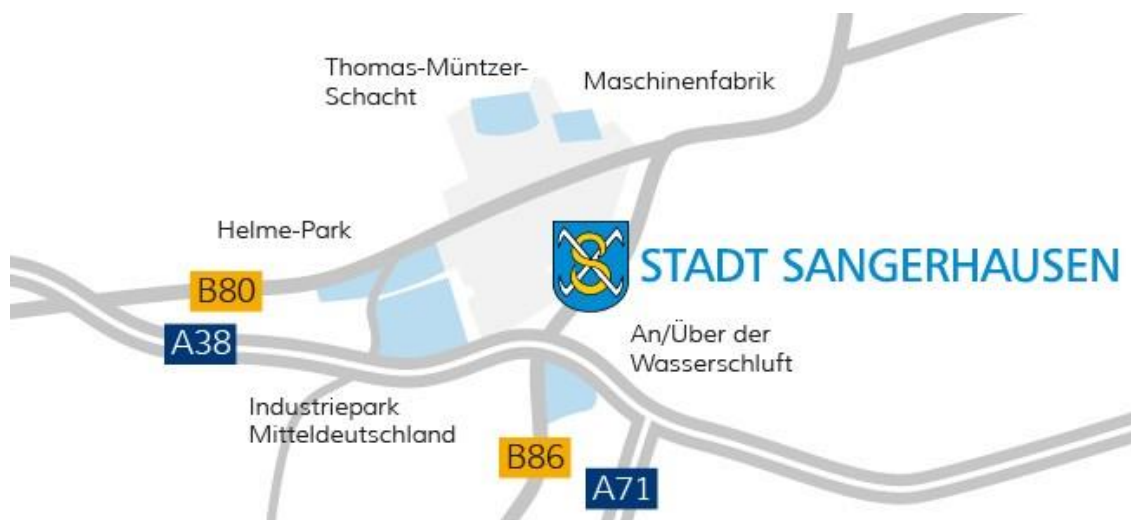 Thomas-Müntzer-
Schacht
Maschinenfabrik
Helme-Park
STADT SANGERHAUSEN
B80
A38
An/Über der
Wasserschluft
Industriepark
Mitteldeutschland
B86
A71